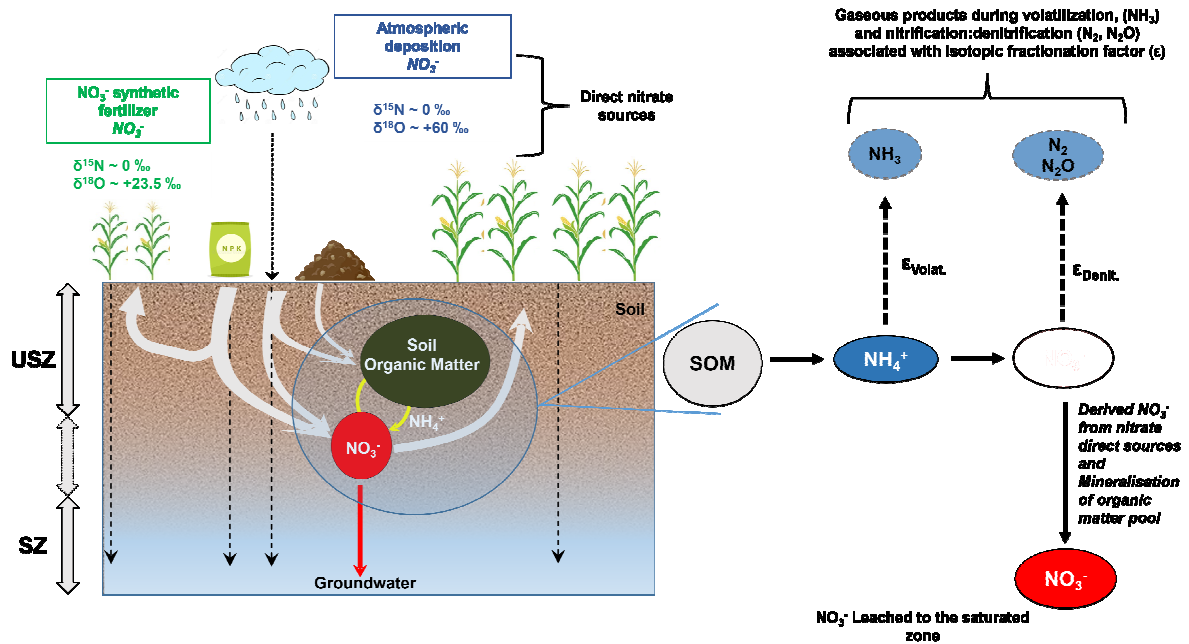 Gaseous products during volatilization, (NH₃)
and nitrification:denitrification (N₂, N₂O)
associated with isotopic fractionation factor (ε)
Atmospheric
deposition
NO₃⁻
NO₃⁻ synthetic
fertilizer
NO₃⁻
δ¹⁵N ~ 0 ‰
δ¹⁸O ~ +60 ‰
Direct nitrate
sources
δ¹⁵N ~ 0 ‰
δ¹⁸O ~ +23.5 ‰
NH₃
N₂
N₂O
NPK
εVolat.
εDenit.
Soil
USZ
Soil
Organic Matter
SOM
NH₄⁺
NH₄⁺
NO₃⁻
Derived NO₃⁻
from nitrate
direct sources
and
Mineralisation
of organic
matter pool
SZ
Groundwater
NO₃⁻
NO₃⁻ Leached to the saturated
zone